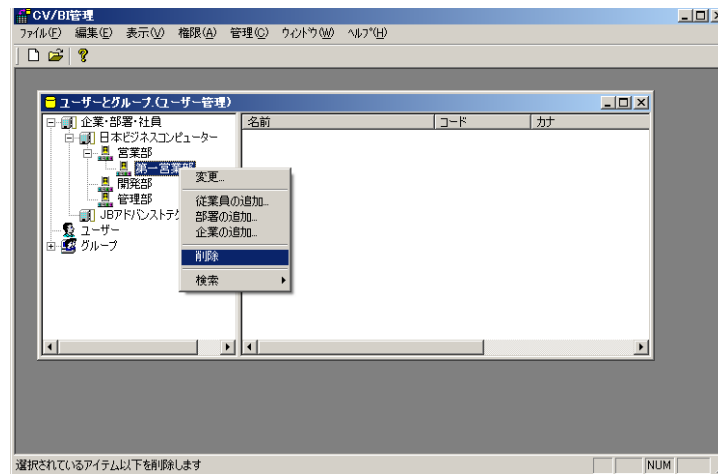 CV/BI管理
ファイル(F) 編集(E) 表示(V) 権限(A) 管理(C) ウィンドウ(W) ヘルプ(H)
ユーザーとグループ.(ユーザー管理)
企業・部署・社員
日本ビジネスコンピューター
営業部
第一営業部
開発部
管理部
JBアドバンストテク
ユーザー
グループ
名前 コード カナ
変更...
従業員の追加...
部署の追加...
企業の追加...
削除
検索
選択されているアイテム以下を削除します NUM